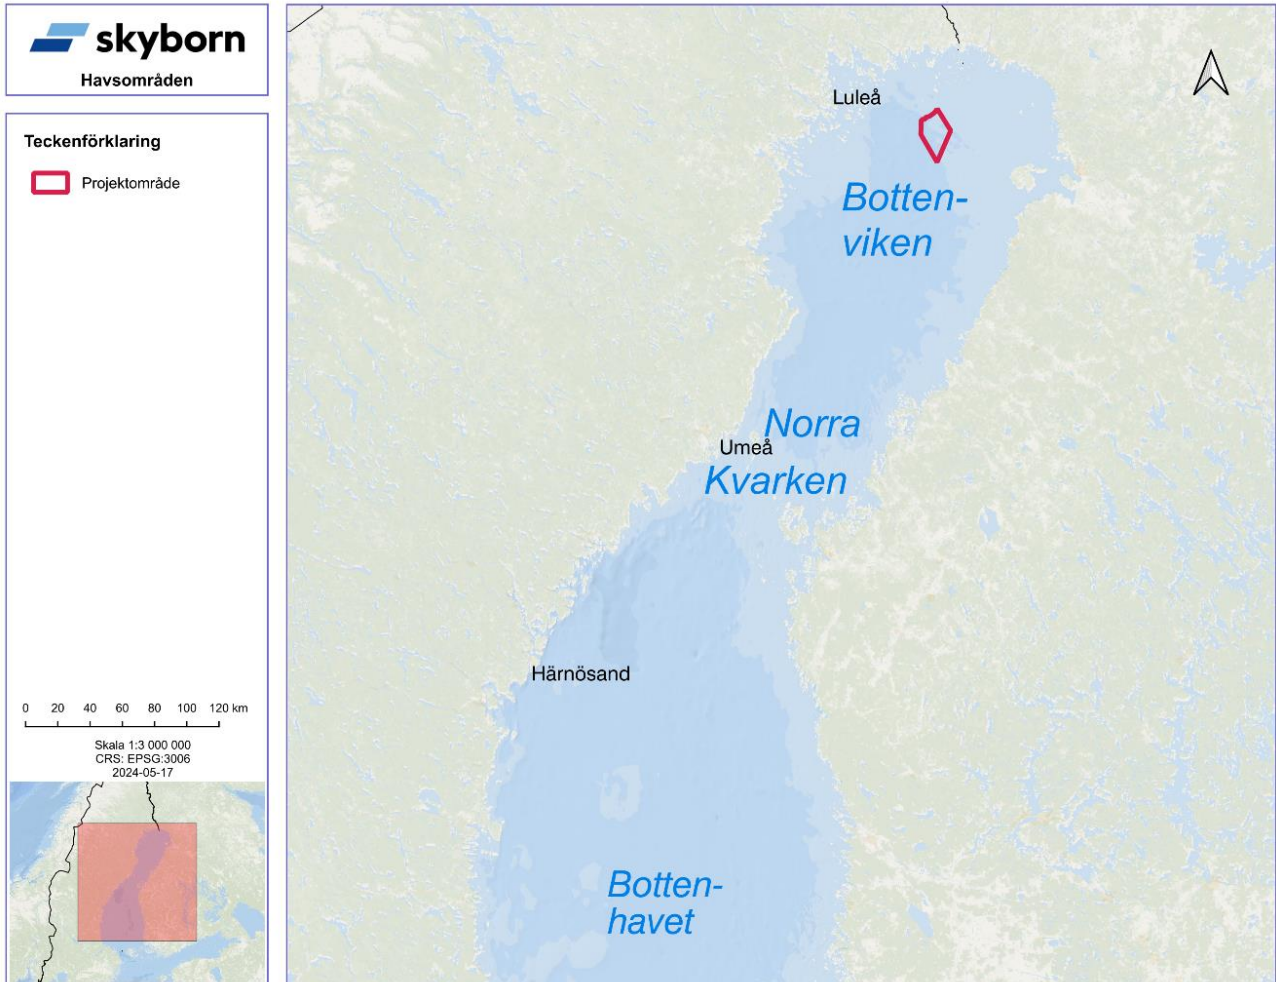 skyborn
Havsområden
Teckenförklaring
Projektområde
0 20 40 60 80 100 120 km
Skala 1:3 000 000
CRS: EPSG:3006
2024-05-17
Luleå
Botten-
viken
Norra
Umeå
Kvarken
Härnösand
Botten-
havet